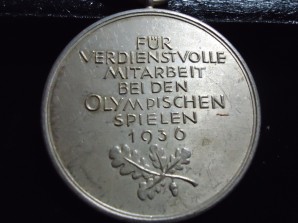 FÜR
VERDIENSTVOLLE
MITARBEIT
BEI DEN
OLYMPISCHEN
SPIELEN
1936